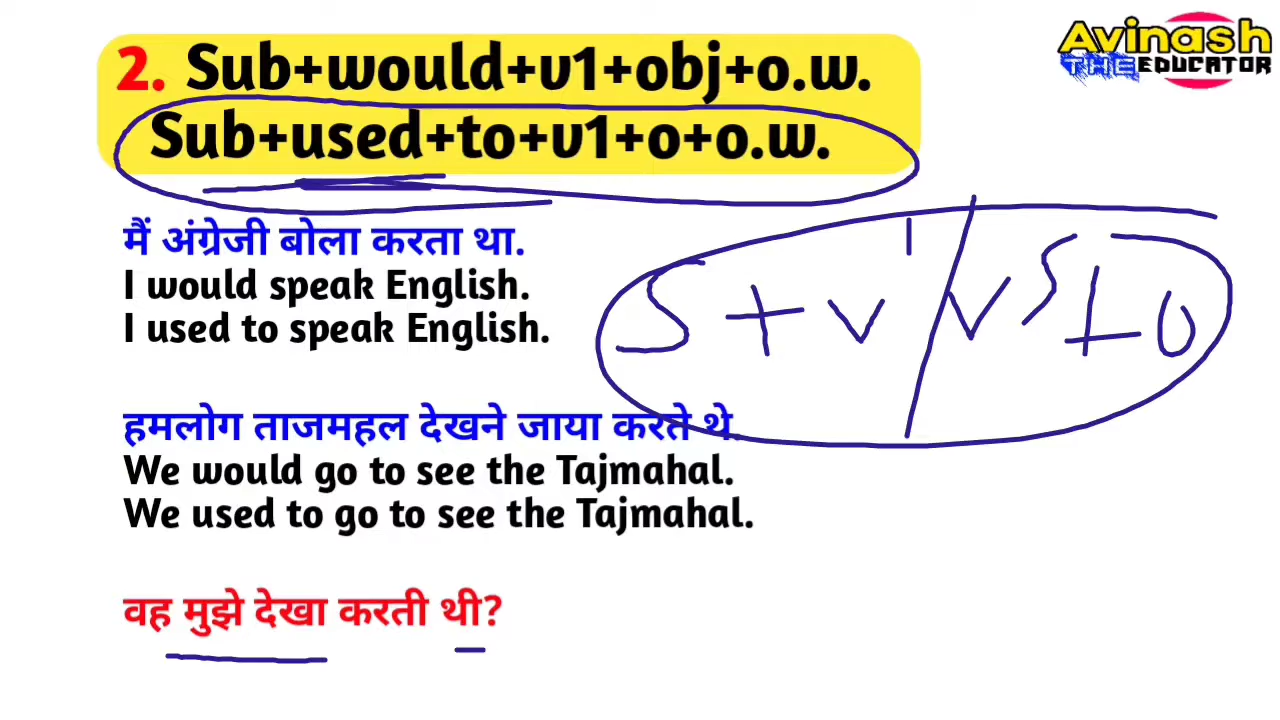 Avinash
THE EDUCATOR
2. Sub+would+v1+obj+o.w.
Sub+used+to+v1+o+o.w.
मैं अंग्रेजी बोला करता था.
I would speak English.
I used to speak English.
S + V1 / V5 + O
हमलोग ताजमहल देखने जाया करते थे.
We would go to see the Tajmahal.
We used to go to see the Tajmahal.
वह मुझे देखा करती थी?